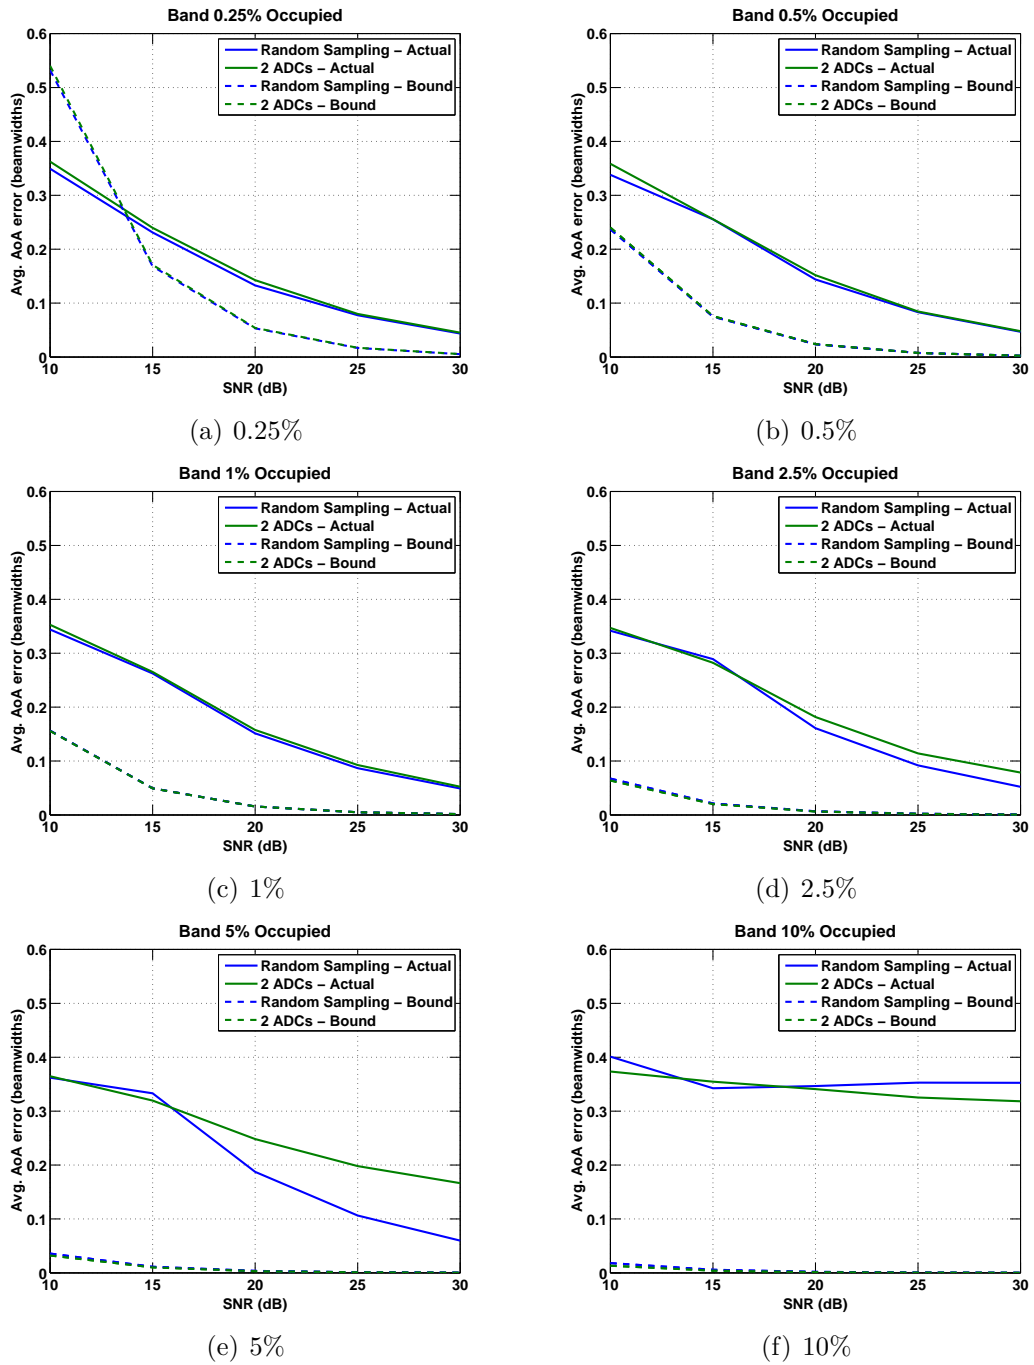 Band 0.25% Occupied
0.6
0.5
0.4
0.3
0.2
0.1
0
Avg. AoA error (beamwidths)
Random Sampling – Actual
2 ADCs – Actual
Random Sampling – Bound
2 ADCs – Bound
10 15 20 25 30
SNR (dB)
(a) 0.25%
Band 0.5% Occupied
0.6
0.5
0.4
0.3
0.2
0.1
0
Avg. AoA error (beamwidths)
Random Sampling – Actual
2 ADCs – Actual
Random Sampling – Bound
2 ADCs – Bound
10 15 20 25 30
SNR (dB)
(b) 0.5%
Band 1% Occupied
0.6
0.5
0.4
0.3
0.2
0.1
0
Avg. AoA error (beamwidths)
Random Sampling – Actual
2 ADCs – Actual
Random Sampling – Bound
2 ADCs – Bound
10 15 20 25 30
SNR (dB)
(c) 1%
Band 2.5% Occupied
0.6
0.5
0.4
0.3
0.2
0.1
0
Avg. AoA error (beamwidths)
Random Sampling – Actual
2 ADCs – Actual
Random Sampling – Bound
2 ADCs – Bound
10 15 20 25 30
SNR (dB)
(d) 2.5%
Band 5% Occupied
0.6
0.5
0.4
0.3
0.2
0.1
0
Avg. AoA error (beamwidths)
Random Sampling – Actual
2 ADCs – Actual
Random Sampling – Bound
2 ADCs – Bound
10 15 20 25 30
SNR (dB)
(e) 5%
Band 10% Occupied
0.6
0.5
0.4
0.3
0.2
0.1
0
Avg. AoA error (beamwidths)
Random Sampling – Actual
2 ADCs – Actual
Random Sampling – Bound
2 ADCs – Bound
10 15 20 25 30
SNR (dB)
(f) 10%